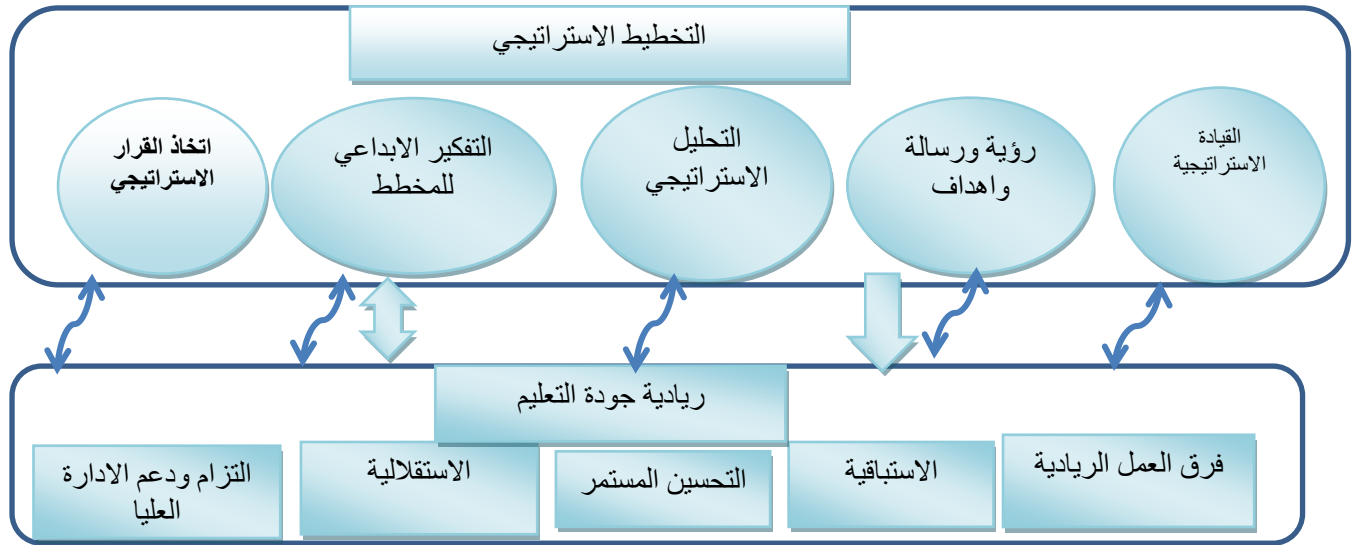 التخطيط الاستراتيجي
القيادة
الاستراتيجية
رؤية ورسالة
واهداف
التحليل
الاستراتيجي
التفكير الابداعي
للمخطط
اتخاذ القرار
الاستراتيجي
ريادية جودة التعليم
فرق العمل الريادية
الاستباقية
التحسين المستمر
الاستقلالية
التزام ودعم الادارة
العليا